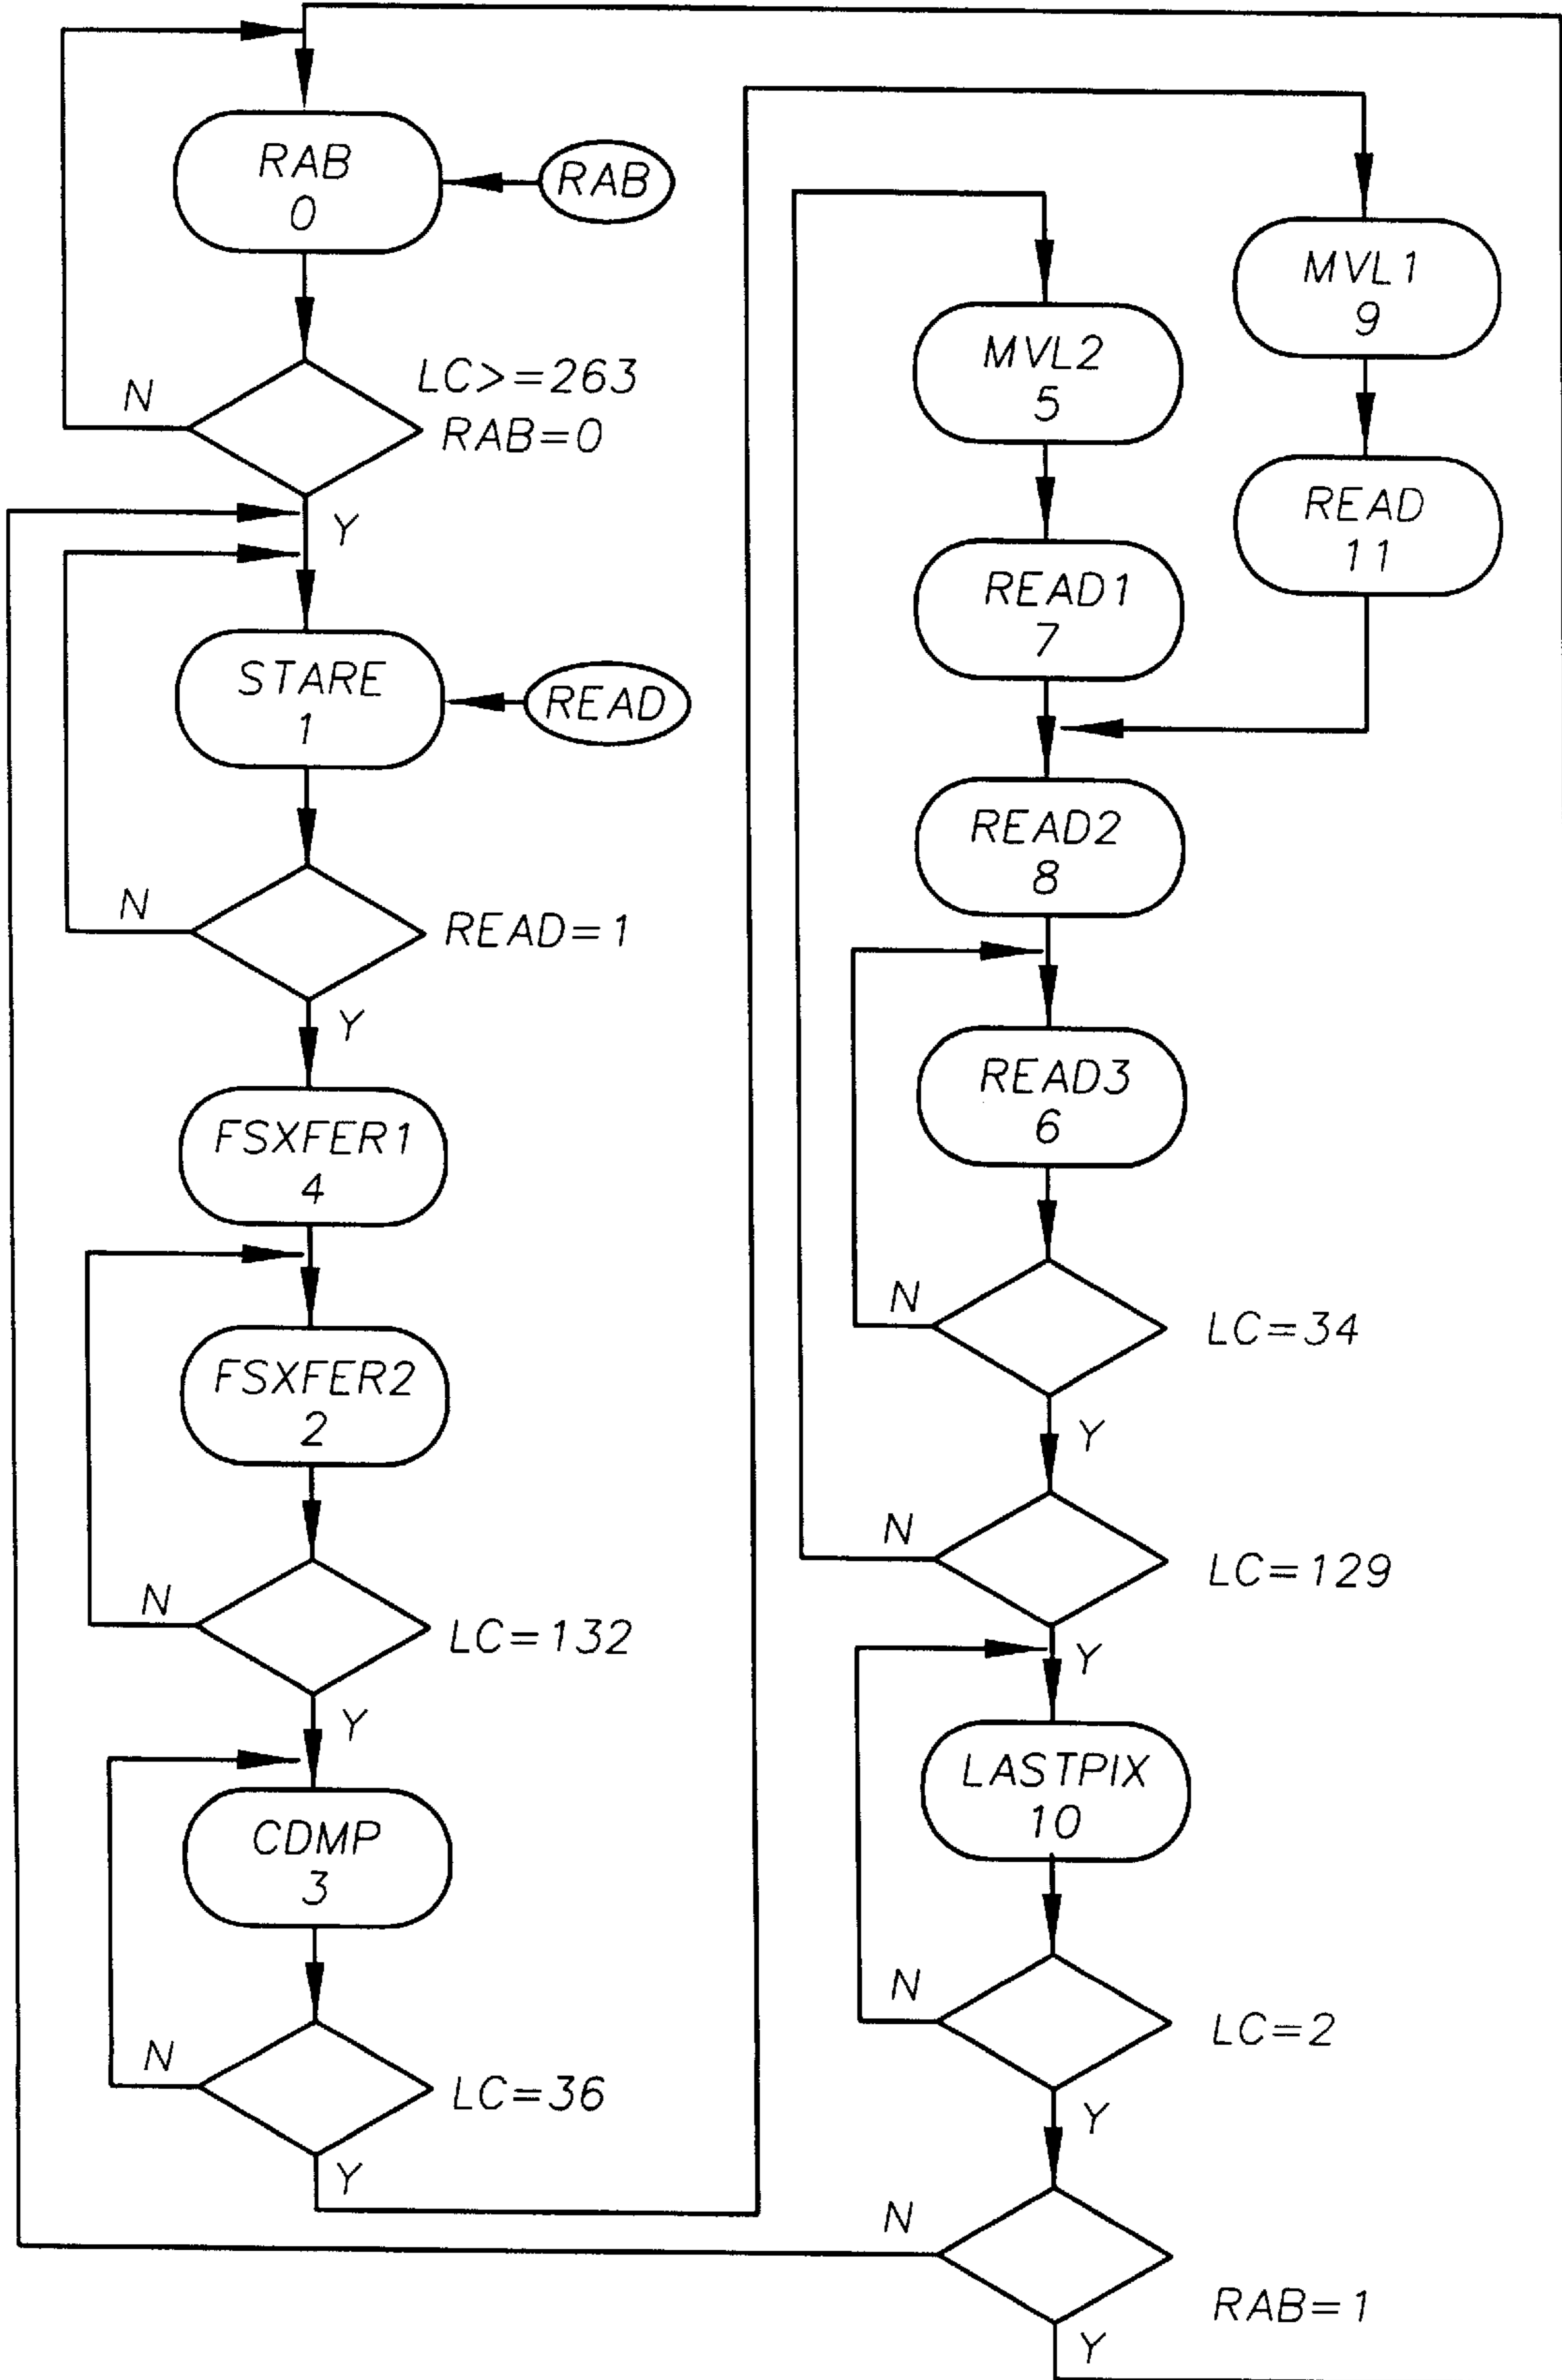 RAB
0
RAB
N
LC>=263
RAB=0
Y
STARE
1
READ
N
READ=1
Y
FSXFER1
4
FSXFER2
2
N
LC=132
Y
CDMP
3
N
LC=36
Y
MVL1
9
MVL2
5
READ
11
READ1
7
READ2
8
READ3
6
N
LC=34
Y
N
LC=129
Y
LASTPIX
10
N
LC=2
Y
N
RAB=1
Y